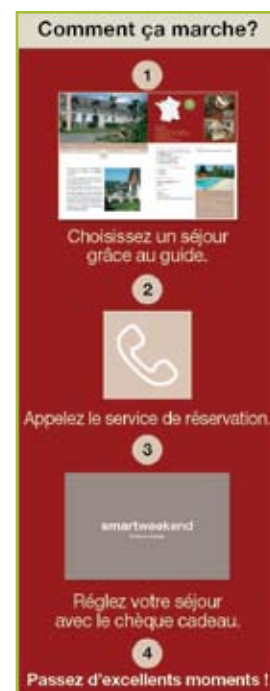 Comment ça marche?
1
Choisissez un séjour
grâce au guide.
2
Appelez le service de réservation.
3
smartweekend
Réglez votre séjour
avec le chèque cadeau.
4
Passez d'excellents moments !